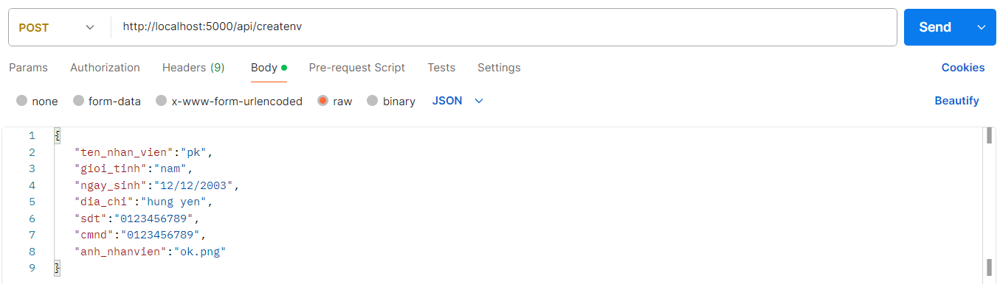 POST http://localhost:5000/api/createnv Send
Params Authorization Headers (9) Body Pre-request Script Tests Settings Cookies
none form-data x-www-form-urlencoded raw binary JSON Beautify
1 {
2 "ten_nhan_vien":"pk",
3 "gioi_tinh":"nam",
4 "ngay_sinh":"12/12/2003",
5 "dia_chi":"hung yen",
6 "sdt":"0123456789",
7 "cmnd":"0123456789",
8 "anh_nhanvien":"ok.png"
9 }